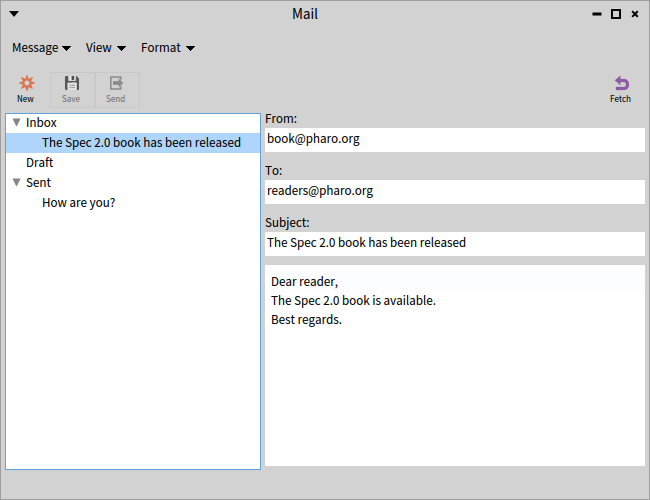 Mail
Message View Format
New Save Send Fetch
Inbox
The Spec 2.0 book has been released
Draft
Sent
How are you?
From:
book@pharo.org
To:
readers@pharo.org
Subject:
The Spec 2.0 book has been released
Dear reader,
The Spec 2.0 book is available.
Best regards.